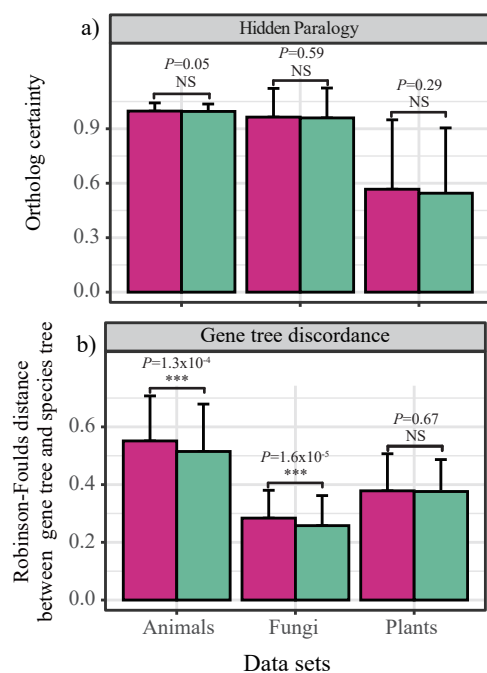 a)
Hidden Paralogy
P=0.05
NS
P=0.59
NS
P=0.29
NS
0.9
0.6
0.3
0.0
Ortholog certainty
b)
Gene tree discordance
P=1.3x10⁻⁴
***
P=1.6x10⁻⁵
***
P=0.67
NS
0.6
0.4
0.2
0.0
Robinson-Foulds distance
between gene tree and species tree
Animals Fungi Plants
Data sets